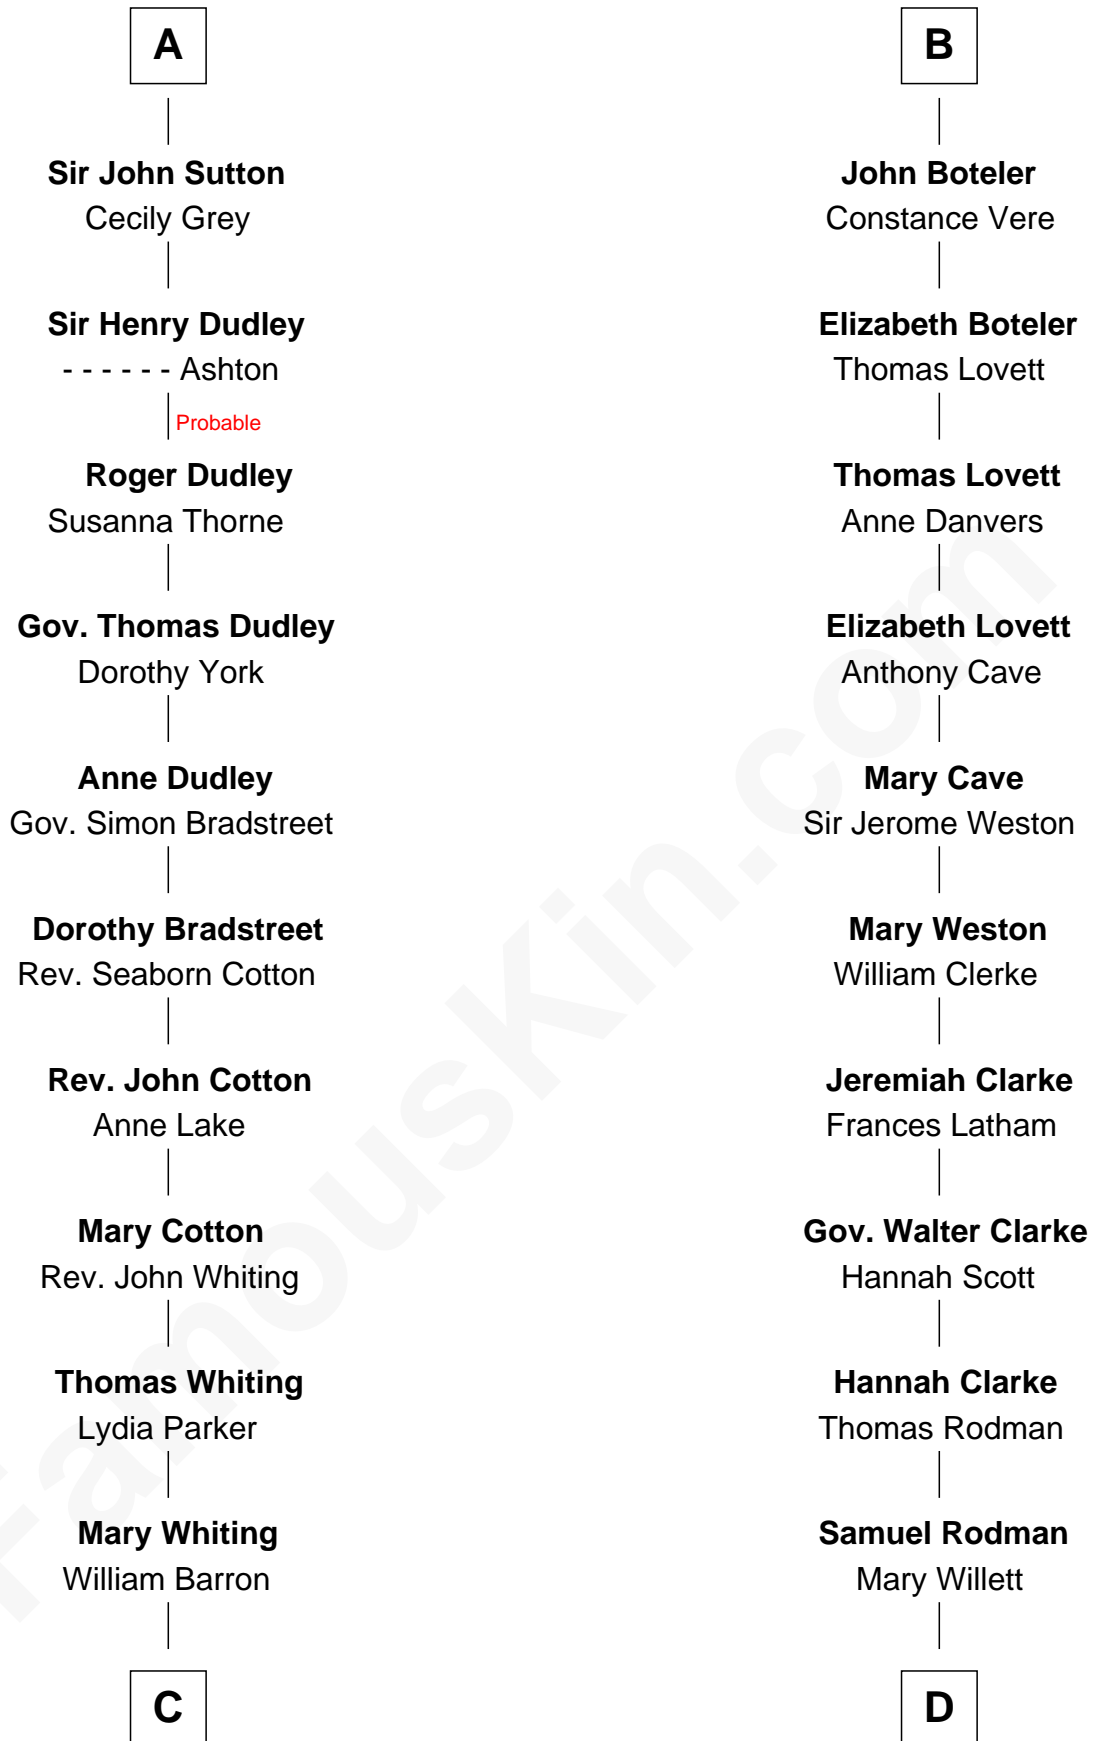 A
Sir John Sutton
Cecily Grey
Sir Henry Dudley
- - - - - - Ashton
Probable
Roger Dudley
Susanna Thorne
Gov. Thomas Dudley
Dorothy York
Anne Dudley
Gov. Simon Bradstreet
Dorothy Bradstreet
Rev. Seaborn Cotton
Rev. John Cotton
Anne Lake
Mary Cotton
Rev. John Whiting
Thomas Whiting
Lydia Parker
Mary Whiting
William Barron
C
B
John Boteler
Constance Vere
Elizabeth Boteler
Thomas Lovett
Thomas Lovett
Anne Danvers
Elizabeth Lovett
Anthony Cave
Mary Cave
Sir Jerome Weston
Mary Weston
William Clerke
Jeremiah Clarke
Frances Latham
Gov. Walter Clarke
Hannah Scott
Hannah Clarke
Thomas Rodman
Samuel Rodman
Mary Willett
D
FamousKin.com